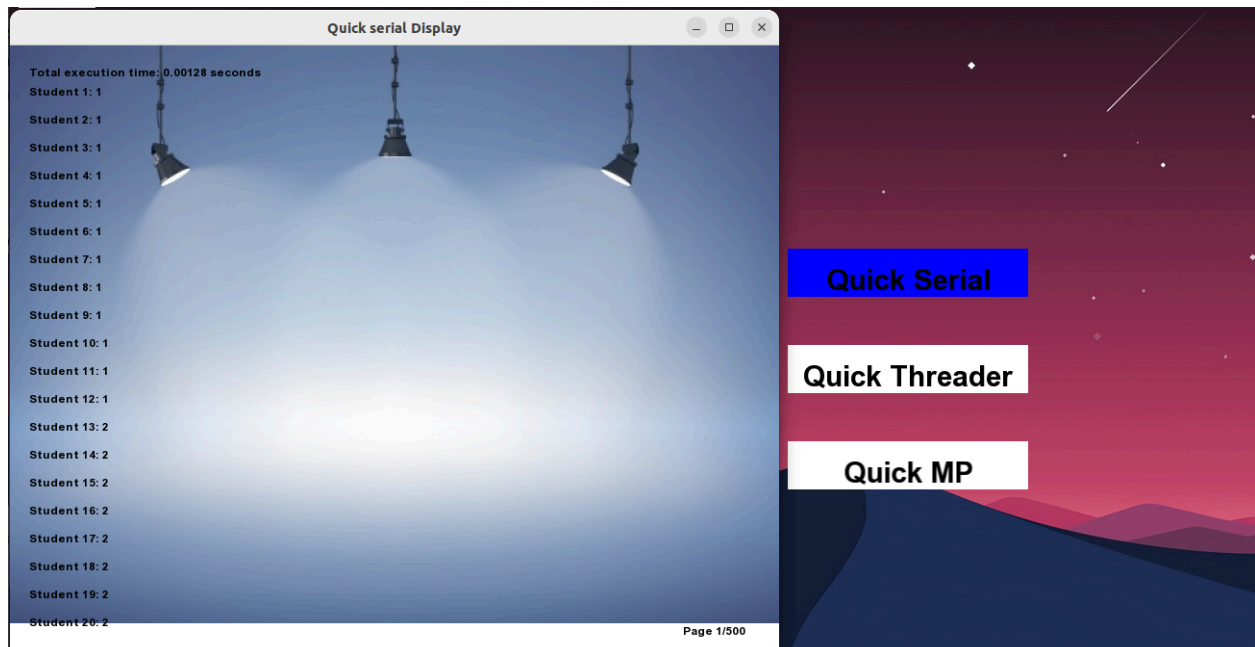 Quick serial Display
Total execution time: 0.00128 seconds
Student 1: 1
Student 2: 1
Student 3: 1
Student 4: 1
Student 5: 1
Student 6: 1
Student 7: 1
Student 8: 1
Student 9: 1
Student 10: 1
Student 11: 1
Student 12: 1
Student 13: 2
Student 14: 2
Student 15: 2
Student 16: 2
Student 17: 2
Student 18: 2
Student 19: 2
Student 20: 2
Page 1/500
Quick Serial
Quick Threader
Quick MP